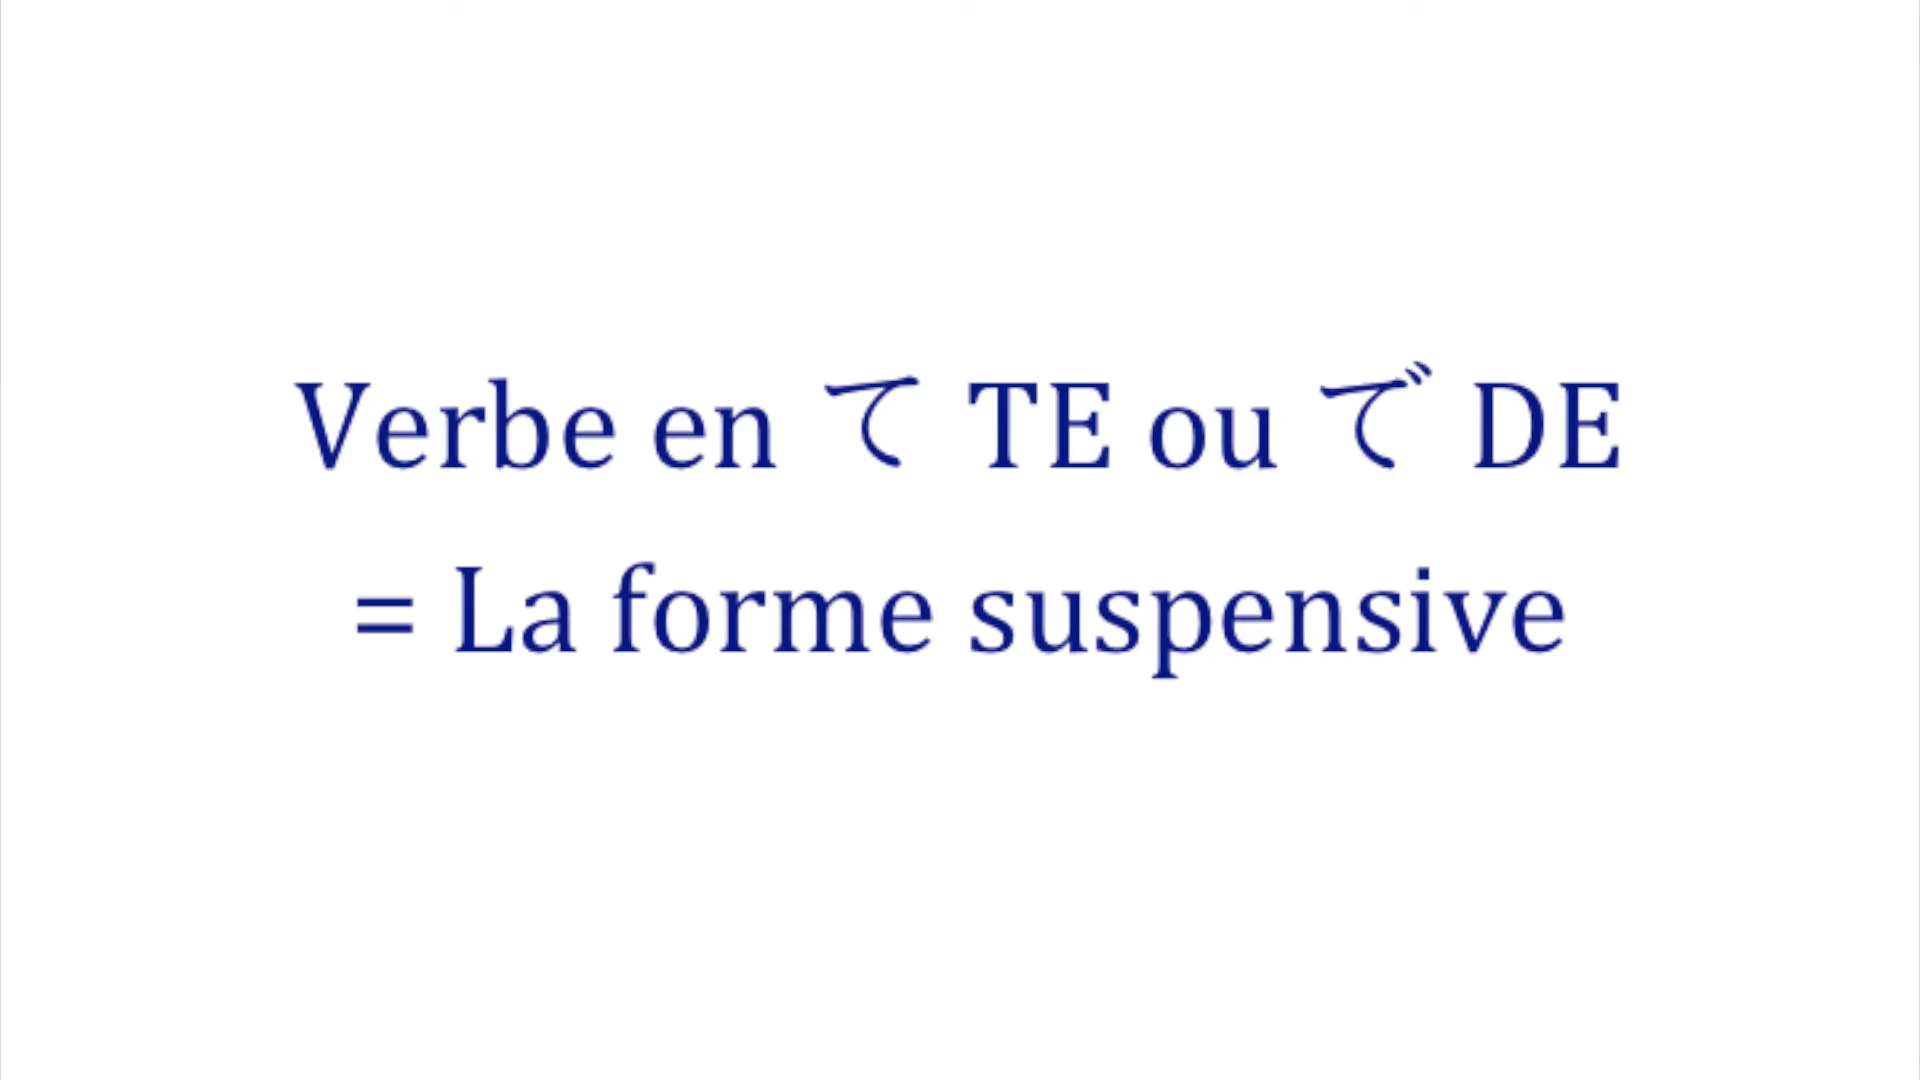 Verbe en て TE ou で DE
= La forme suspensive